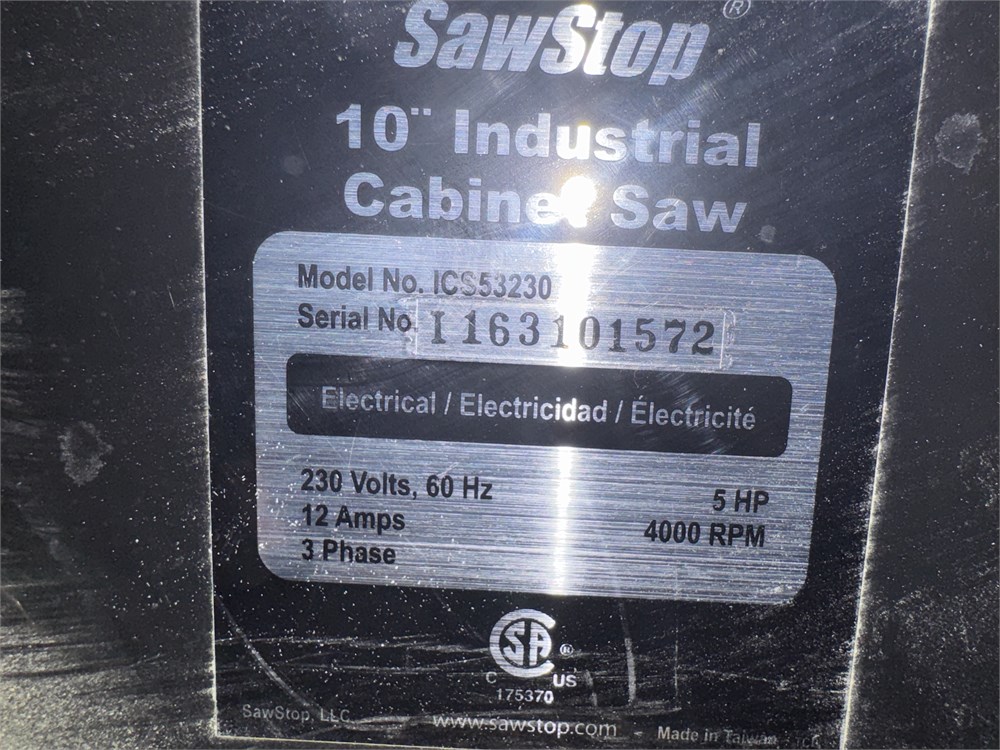 SawStop®
10" Industrial
Cabinet Saw
Model No. ICS53230
Serial No. I163101572
Electrical / Electricidad / Électricité
230 Volts, 60 Hz
5 HP
12 Amps
4000 RPM
3 Phase
SA®
C US
175370
SawStop, LLC
www.sawstop.com
Made in Taiwan